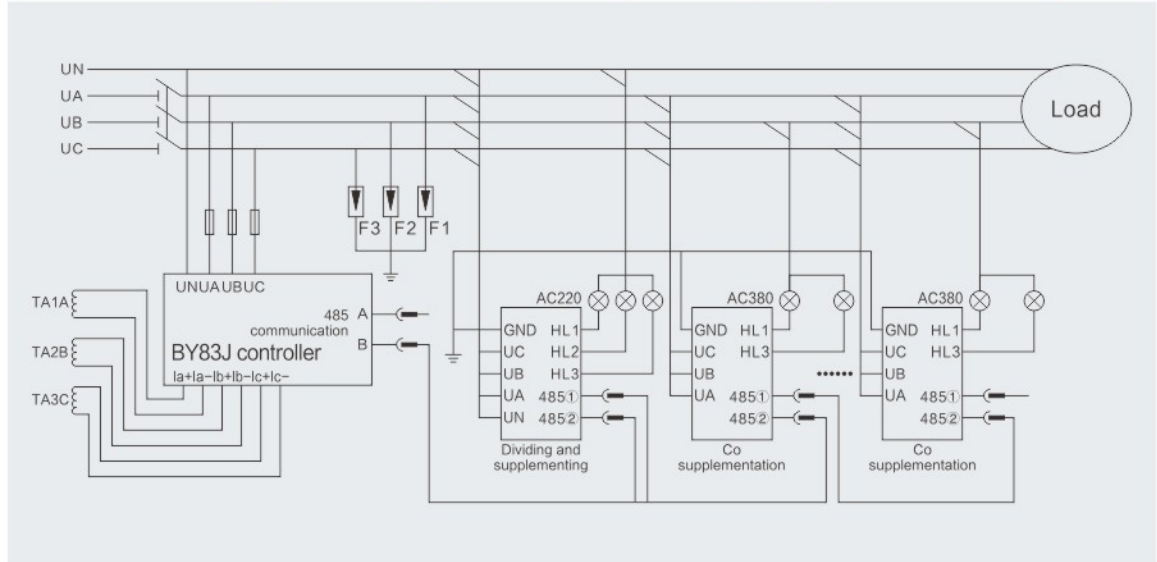 UN
UA
UB
UC
Load
F3 F2 F1
UNUAUBUC
TA1A
TA2B
TA3C
485 A
communication
B
BY83J controller
Ia+Ia−Ib+Ib−Ic+Ic−
AC220
GND HL1
UC HL2
UB HL3
UA 485①
UN 485②
Dividing and
supplementing
AC380
GND HL1
UC HL3
UB
UA 485①
485②
Co
supplementation
......
AC380
GND HL1
UC HL3
UB
UA 485①
485②
Co
supplementation